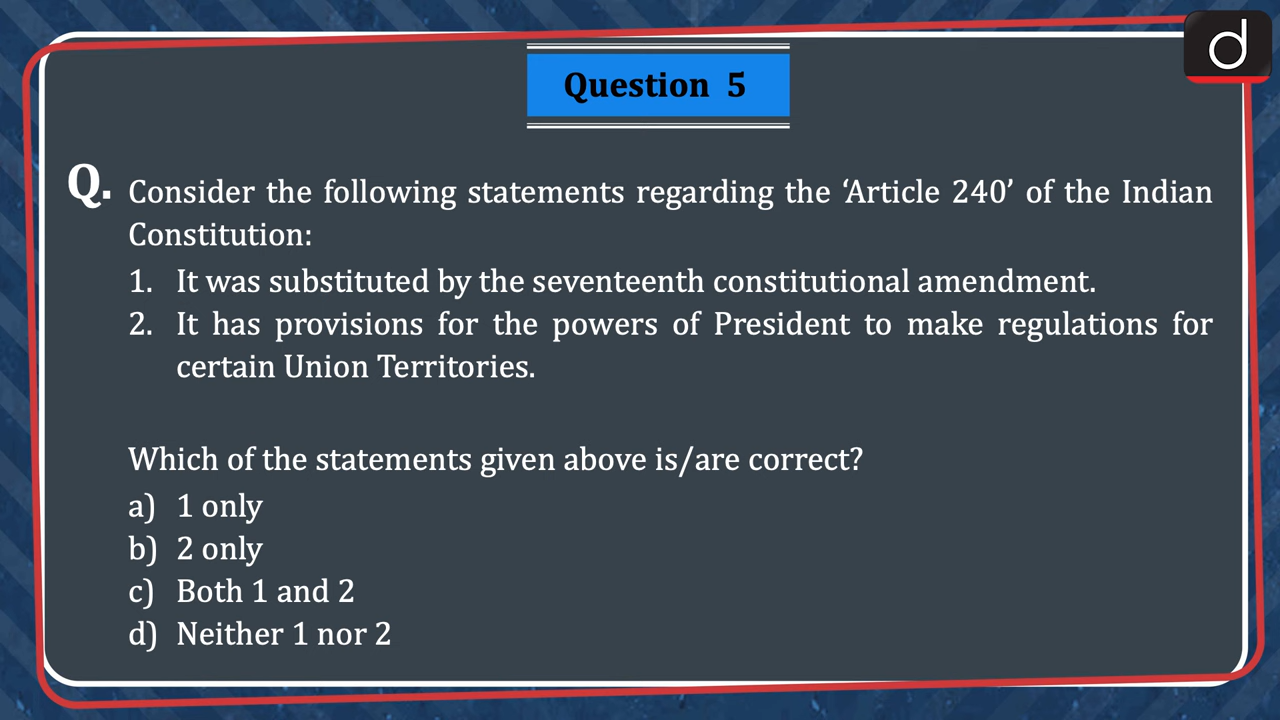 d
Question 5
Q. Consider the following statements regarding the ‘Article 240’ of the Indian
Constitution:
1. It was substituted by the seventeenth constitutional amendment.
2. It has provisions for the powers of President to make regulations for
certain Union Territories.
Which of the statements given above is/are correct?
a) 1 only
b) 2 only
c) Both 1 and 2
d) Neither 1 nor 2